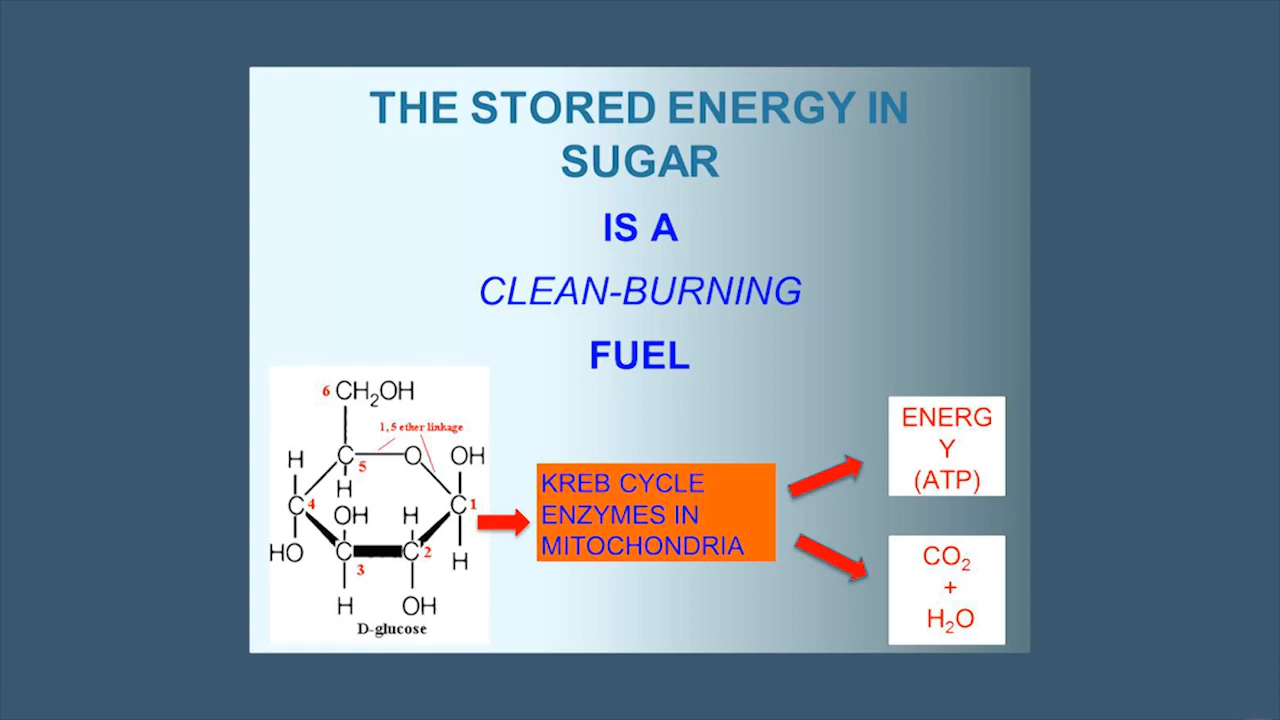 THE STORED ENERGY IN
SUGAR
IS A
CLEAN-BURNING
FUEL
6 CH₂OH
1, 5 ether linkage
H C 5 O OH
H
4 C OH H C 1
HO C C 2 H
3
H OH
D-glucose
KREB CYCLE
ENZYMES IN
MITOCHONDRIA
ENERG
Y
(ATP)
CO₂
+
H₂O